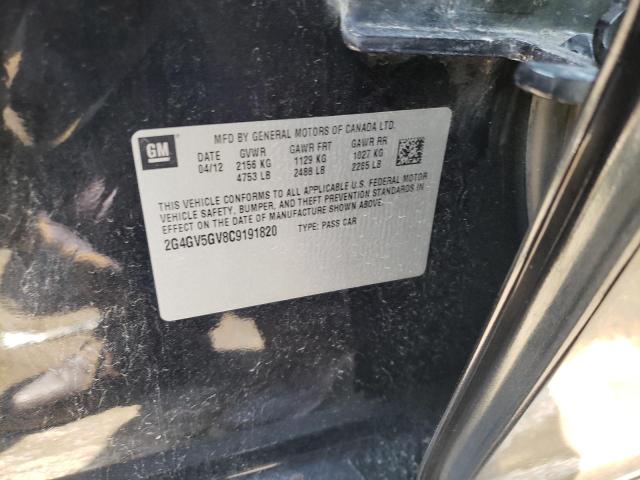 MFD BY GENERAL MOTORS OF CANADA LTD.
GM
DATE GVWR GAWR FRT GAWR RR
04/12 2156 KG 1129 KG 1027 KG
4753 LB 2488 LB 2265 LB
THIS VEHICLE CONFORMS TO ALL APPLICABLE U.S. FEDERAL MOTOR
VEHICLE SAFETY, BUMPER, AND THEFT PREVENTION STANDARDS IN
EFFECT ON THE DATE OF MANUFACTURE SHOWN ABOVE.
2G4GV5GV8C9191820 TYPE: PASS CAR